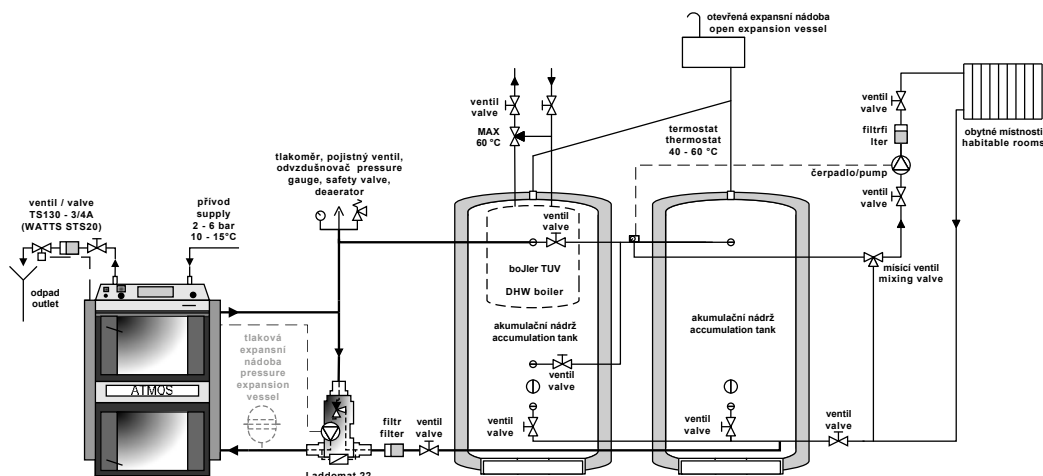 otevřená expansní nádoba
open expansion vessel
ventil
valve
MAX
60 °C
termostat
thermostat
40 - 60 °C
ventil
valve
filtrfi
lter
čerpadlo/pump
ventil
valve
obytné místnosti
habitable rooms
tlakoměr, pojistný ventil,
odvzdušnovač pressure
gauge, safety valve,
deaerator
ventil / valve
TS130 - 3/4A
(WATTS STS20)
přívod
supply
2 - 6 bar
10 - 15°C
odpad
outlet
ventil
valve
bojler TUV
DHW boiler
mísící ventil
mixing valve
akumulační nádrž
accumulation tank
akumulační nádrž
accumulation tank
tlaková
expansní
nádoba
pressure
expansion
vessel
ATMOS
ventil
valve
filtr
filter
ventil
valve
ventil
valve
ventil
valve
Laddomat 22